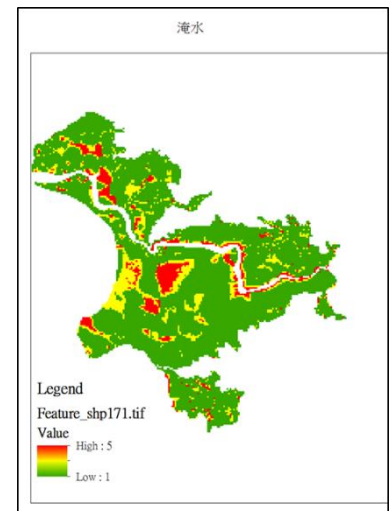 淹水
Legend
Feature_shp171.tif
Value
High : 5
Low : 1